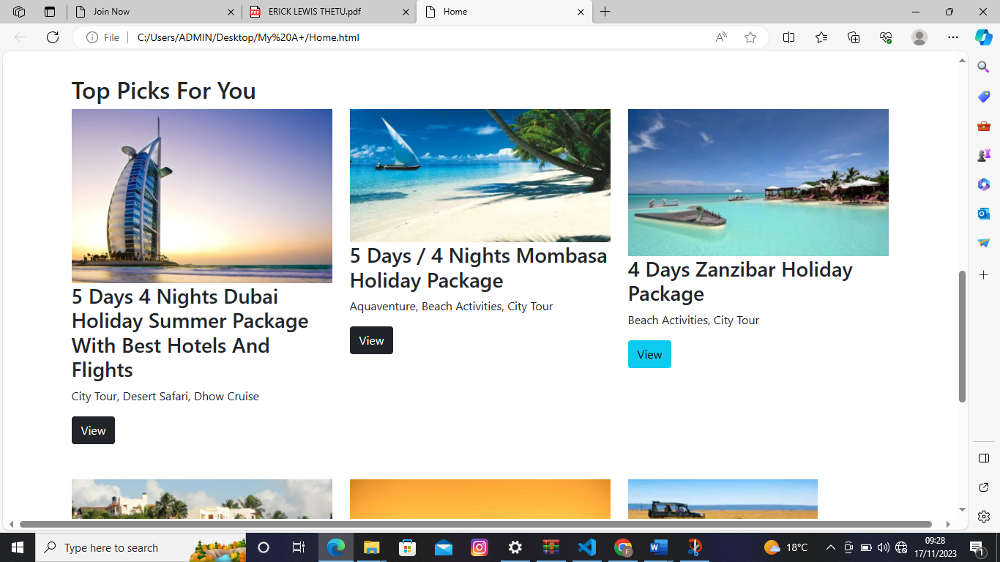 Join Now
PDF
ERICK LEWIS THETU.pdf
Home
File
C:/Users/ADMIN/Desktop/My%20A+/Home.html
Top Picks For You
5 Days 4 Nights Dubai
Holiday Summer Package
With Best Hotels And
Flights
City Tour, Desert Safari, Dhow Cruise
View
5 Days / 4 Nights Mombasa
Holiday Package
Aquaventure, Beach Activities, City Tour
View
4 Days Zanzibar Holiday
Package
Beach Activities, City Tour
View
Type here to search
18°C
09:28
17/11/2023
1